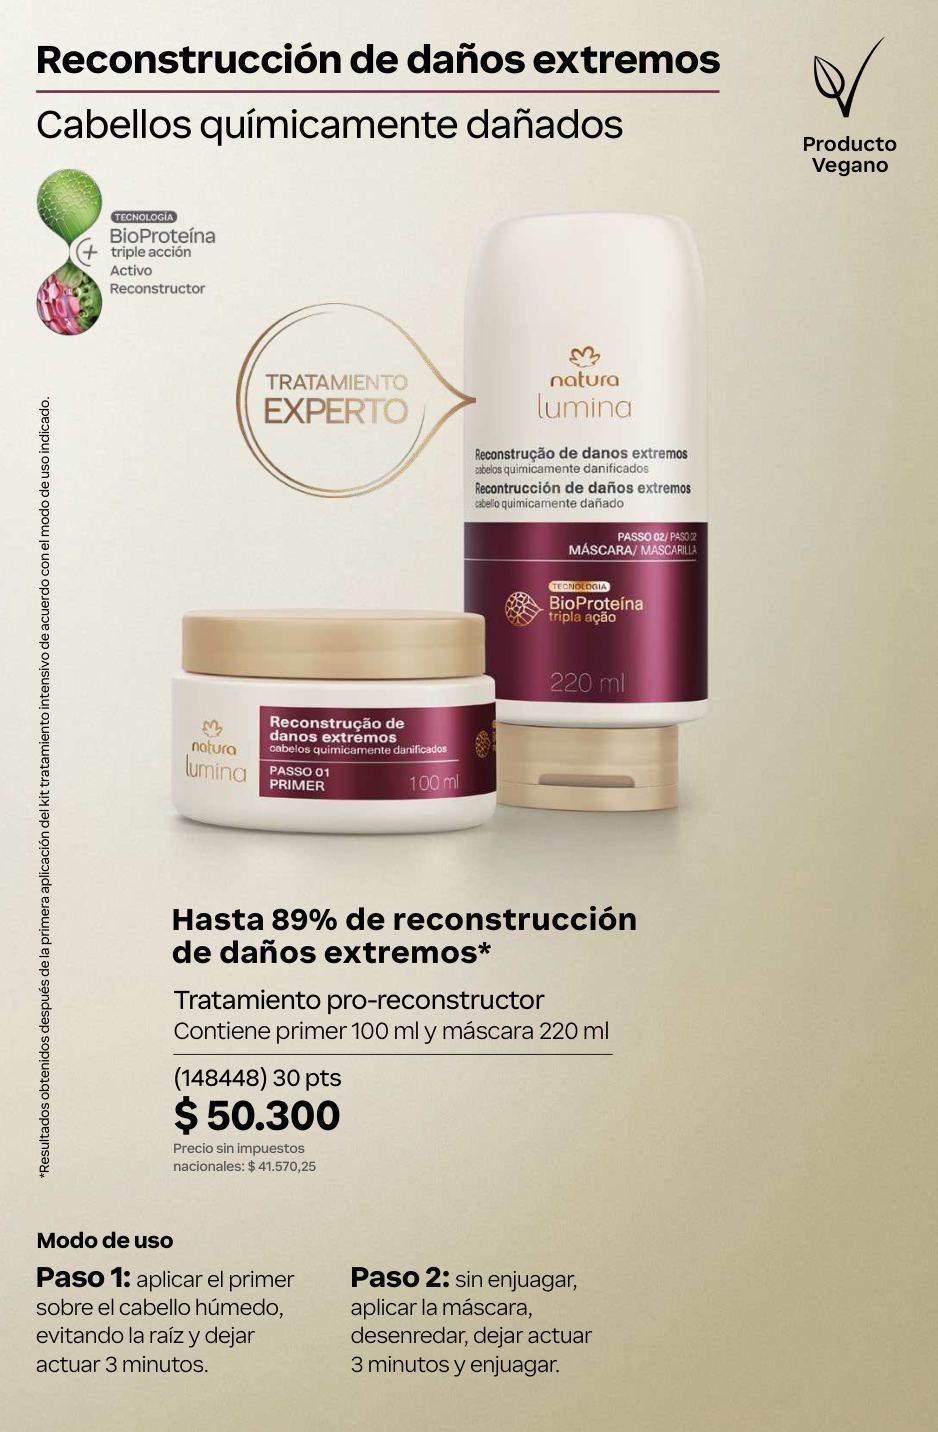 Reconstrucción de daños extremos
Cabellos químicamente dañados
Producto
Vegano
TECNOLOGÍA
BioProteína
triple acción
+
Activo
Reconstructor
TRATAMIENTO
EXPERTO
natura
lumina
Reconstrução de danos extremos
cabelos quimicamente danificados
Recontrucción de daños extremos
cabello quimicamente dañado
PASSO 02/ PASO 02
MÁSCARA/ MASCARILLA
TECNOLOGIA
BioProteína
tripla ação
220 ml
natura
lumina
Reconstrução de
danos extremos
cabelos quimicamente danificados
PASSO 01
PRIMER
100 ml
*Resultados obtenidos después de la primera aplicación del kit tratamiento intensivo de acuerdo con el modo de uso indicado.
Hasta 89% de reconstrucción
de daños extremos*
Tratamiento pro-reconstructor
Contiene primer 100 ml y máscara 220 ml
(148448) 30 pts
$ 50.300
Precio sin impuestos
nacionales: $ 41.570,25
Modo de uso
Paso 1: aplicar el primer
sobre el cabello húmedo,
evitando la raíz y dejar
actuar 3 minutos.
Paso 2: sin enjuagar,
aplicar la máscara,
desenredar, dejar actuar
3 minutos y enjuagar.